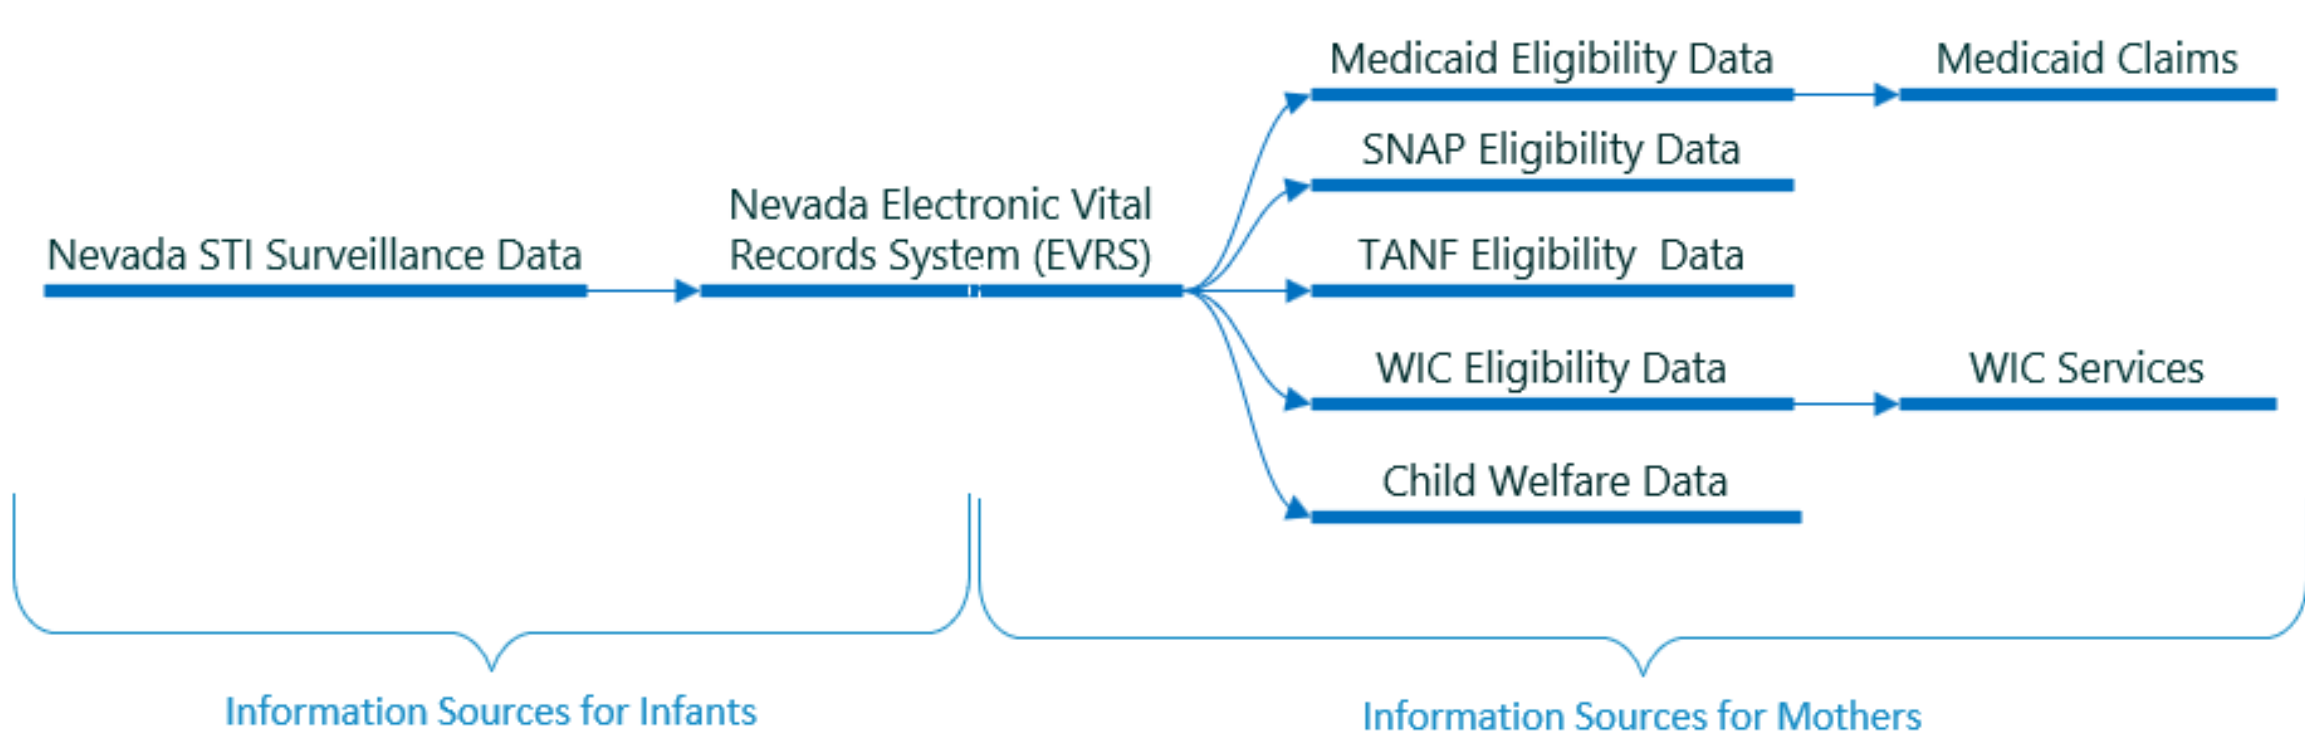 Medicaid Eligibility Data
Medicaid Claims
SNAP Eligibility Data
Nevada Electronic Vital
Records System (EVRS)
Nevada STI Surveillance Data
TANF Eligibility Data
WIC Eligibility Data
WIC Services
Child Welfare Data
Information Sources for Infants
Information Sources for Mothers